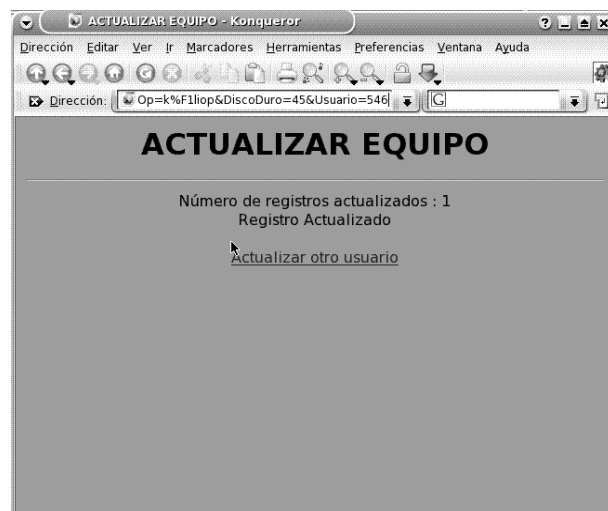 ACTUALIZAR EQUIPO - Konqueror
Dirección Editar Ver Ir Marcadores Herramientas Preferencias Ventana Ayuda
Dirección: Op=k%F1liop&DiscoDuro=45&Usuario=546 G
ACTUALIZAR EQUIPO
Número de registros actualizados : 1
Registro Actualizado
Actualizar otro usuario